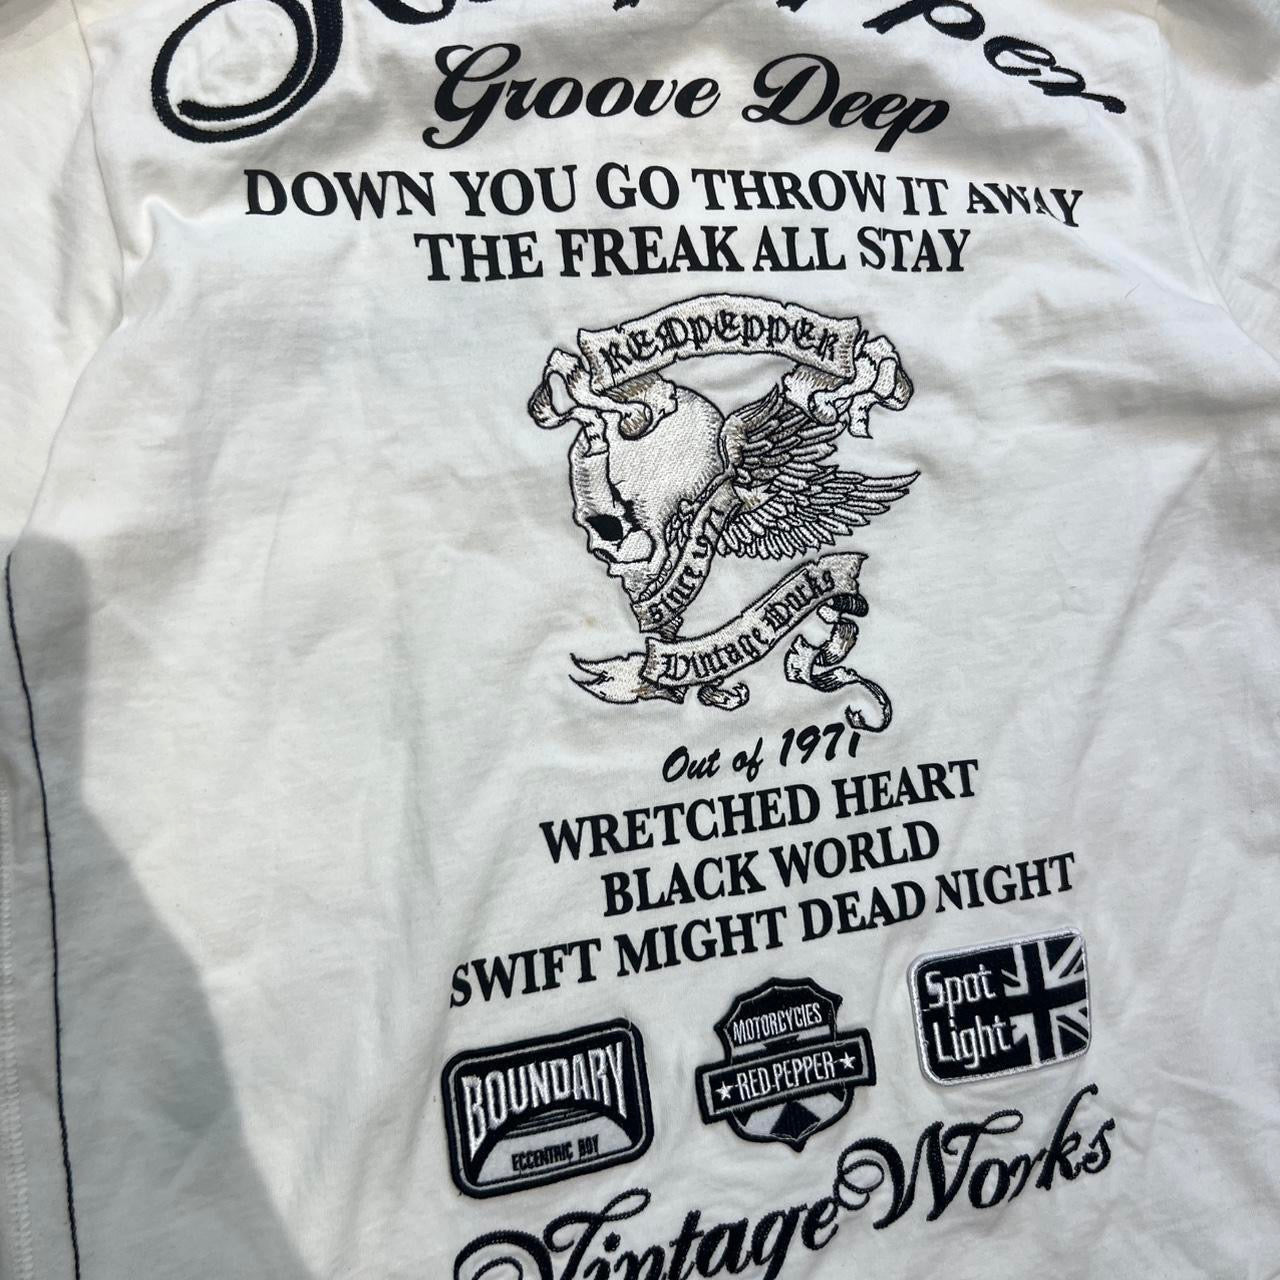 Groove Deep
DOWN YOU GO THROW IT AWAY
THE FREAK ALL STAY
REDPEPPER
since 1971
Vintage Works
Out of 1971
WRETCHED HEART
BLACK WORLD
SWIFT MIGHT DEAD NIGHT
Spot
Light
MOTORCYCLES
RED.PEPPER
BOUNDARY
ECCENTRIC BOY
Vintage Works